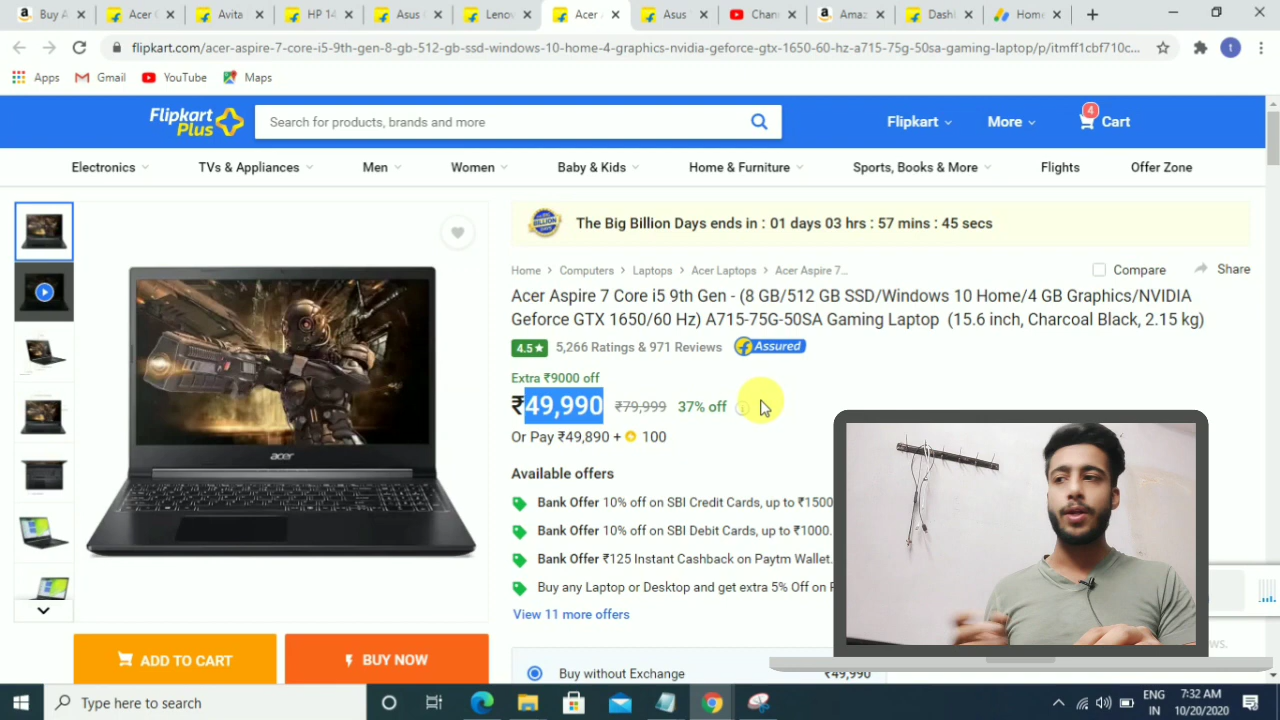 Buy A
Acer (
Avita
HP 14
Asus (
Lenov
Acer
Asus
Chan
Amaz
Dash
Home
flipkart.com/acer-aspire-7-core-i5-9th-gen-8-gb-512-gb-ssd-windows-10-home-4-graphics-nvidia-geforce-gtx-1650-60-hz-a715-75g-50sa-gaming-laptop/p/itmff1cbf710c...
t
Apps
Gmail
YouTube
Maps
Flipkart
Plus
Search for products, brands and more
Flipkart
More
4
Cart
Electronics
TVs & Appliances
Men
Women
Baby & Kids
Home & Furniture
Sports, Books & More
Flights
Offer Zone
The Big Billion Days ends in : 01 days 03 hrs : 57 mins : 45 secs
Home > Computers > Laptops > Acer Laptops > Acer Aspire 7...
Compare
Share
Acer Aspire 7 Core i5 9th Gen - (8 GB/512 GB SSD/Windows 10 Home/4 GB Graphics/NVIDIA
Geforce GTX 1650/60 Hz) A715-75G-50SA Gaming Laptop (15.6 inch, Charcoal Black, 2.15 kg)
4.5★ 5,266 Ratings & 971 Reviews Assured
Extra ₹9000 off
₹49,990 ₹79,999 37% off
Or Pay ₹49,890 + 100
Available offers
Bank Offer 10% off on SBI Credit Cards, up to ₹1500
Bank Offer 10% off on SBI Debit Cards, up to ₹1000.
Bank Offer ₹125 Instant Cashback on Paytm Wallet.
Buy any Laptop or Desktop and get extra 5% Off on
View 11 more offers
Buy without Exchange ₹49,990
acer
ADD TO CART
BUY NOW
Type here to search
ENG
IN
7:32 AM
10/20/2020